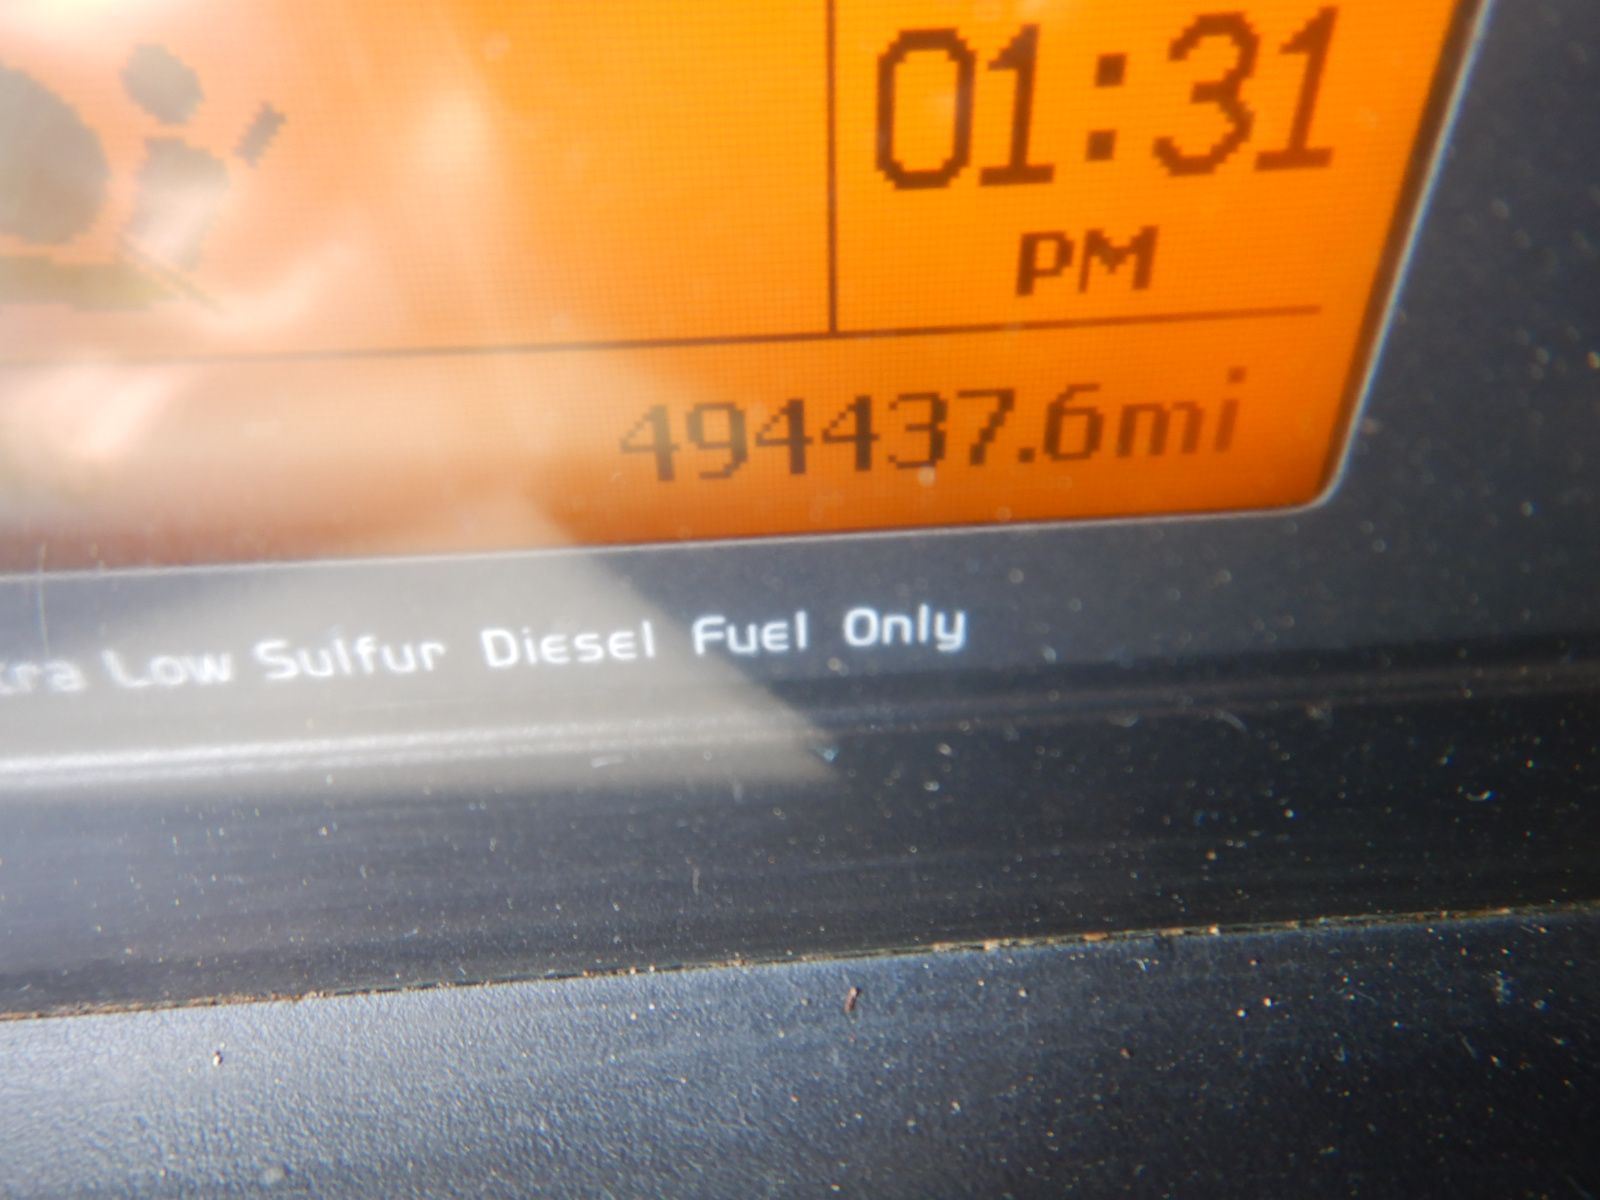 01:31
PM
494437.6mi
Low Sulfur Diesel Fuel Only